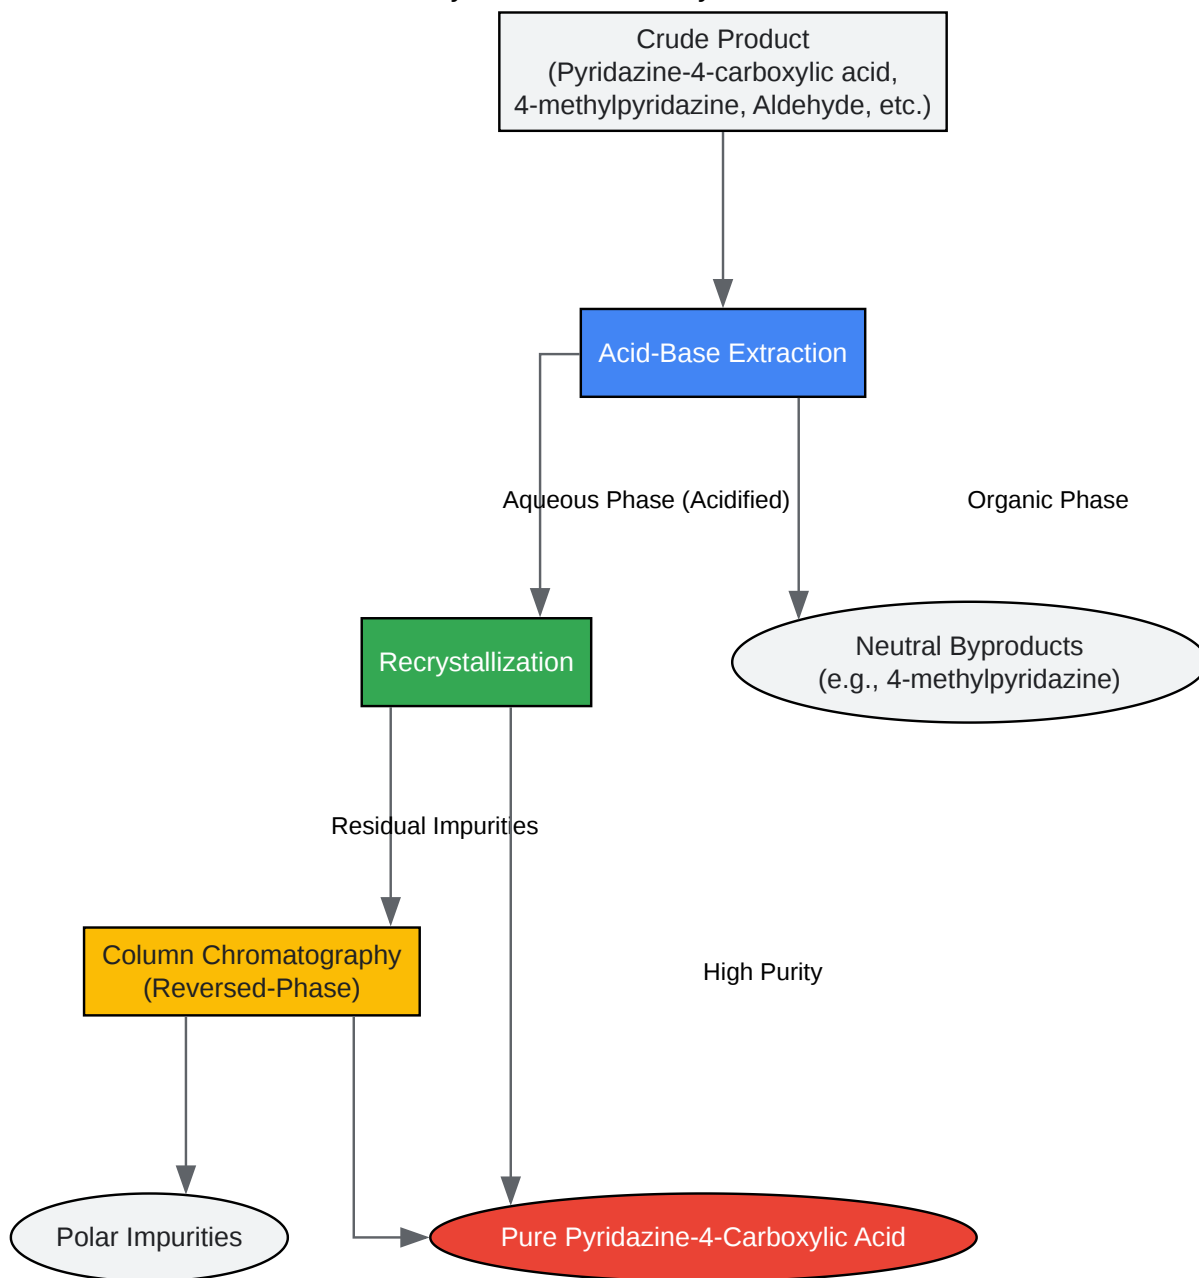 Crude Product
(Pyridazine-4-carboxylic acid,
4-methylpyridazine, Aldehyde, etc.)
Acid-Base Extraction
Aqueous Phase (Acidified)
Organic Phase
Recrystallization
Neutral Byproducts
(e.g., 4-methylpyridazine)
Residual Impurities
Column Chromatography
(Reversed-Phase)
High Purity
Polar Impurities
Pure Pyridazine-4-Carboxylic Acid